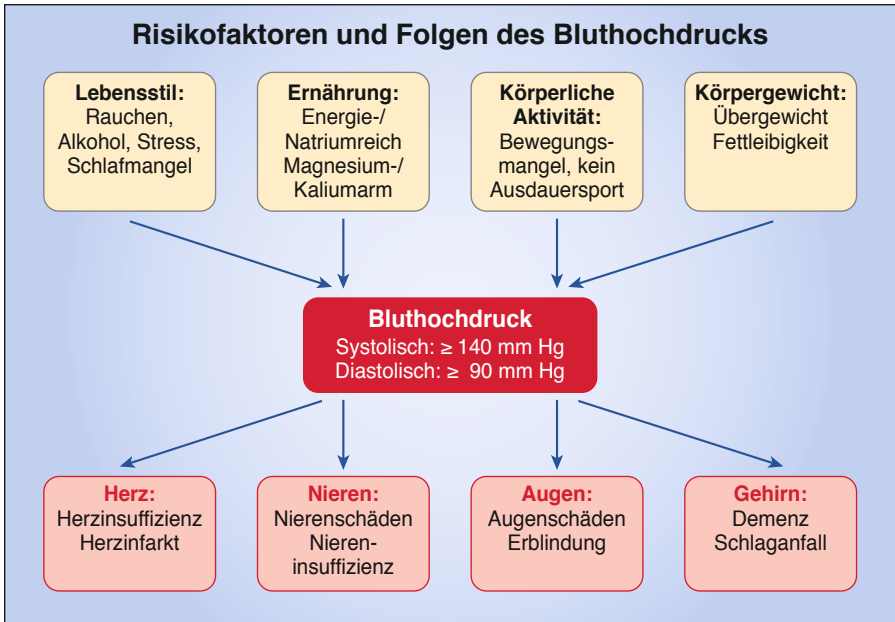 Risikofaktoren und Folgen des Bluthochdrucks
Lebensstil:
Rauchen,
Alkohol, Stress,
Schlafmangel
Ernährung:
Energie-/
Natriumreich
Magnesium-/
Kaliumarm
Körperliche
Aktivität:
Bewegungs-
mangel, kein
Ausdauersport
Körpergewicht:
Übergewicht
Fettleibigkeit
Bluthochdruck
Systolisch: ≥ 140 mm Hg
Diastolisch: ≥ 90 mm Hg
Herz:
Herzinsuffizienz
Herzinfarkt
Nieren:
Nierenschäden
Nieren-
insuffizienz
Augen:
Augenschäden
Erblindung
Gehirn:
Demenz
Schlaganfall